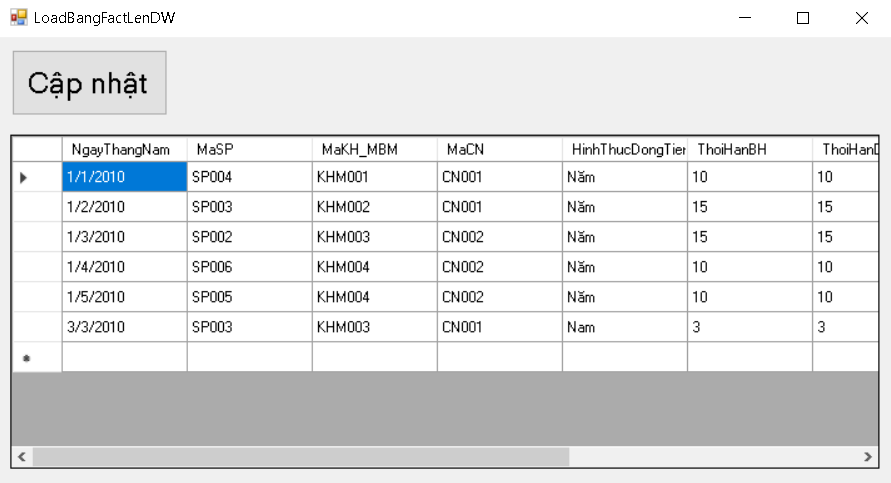 LoadBangFactLenDW
Cập nhật
NgayThangNam MaSP MaKH_MBM MaCN HinhThucDongTien ThoiHanBH ThoiHanD
1/1/2010 SP004 KHM001 CN001 Năm 10 10
1/2/2010 SP003 KHM002 CN001 Năm 15 15
1/3/2010 SP002 KHM003 CN002 Năm 15 15
1/4/2010 SP006 KHM004 CN002 Năm 10 10
1/5/2010 SP005 KHM004 CN002 Năm 10 10
3/3/2010 SP003 KHM003 CN001 Nam 3 3